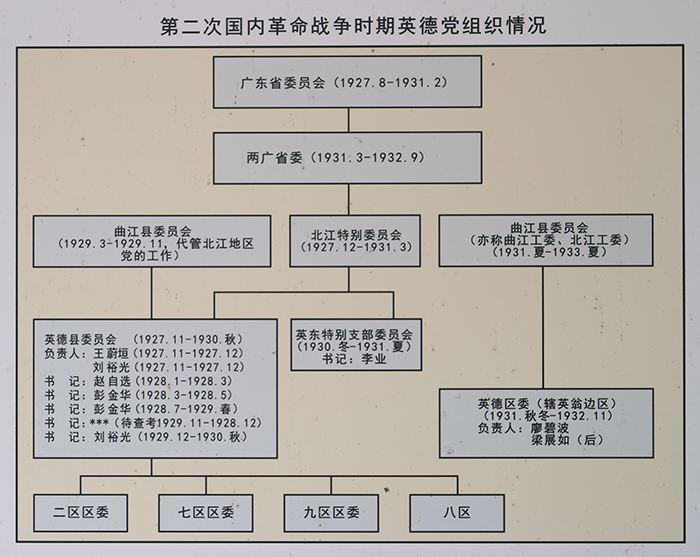 第二次国内革命战争时期英德党组织情况
广东省委员会（1927.8-1931.2）
两广省委（1931.3-1932.9）
曲江县委员会
（1929.3-1929.11，代管北江地区
党的工作）
北江特别委员会
（1927.12-1931.3）
曲江县委员会
（亦称曲江工委、北江工委）
（1931.夏-1933.夏）
英德县委员会 （1927.11-1930.秋）
负责人：王蔚垣(1927.11-1927.12)
刘裕光(1927.11-1927.12)
书 记：赵自选(1928.1-1928.3)
书 记：彭金华(1928.3-1928.5)
书 记：彭金华(1928.7-1929.春)
书 记：***(待查考1929.11-1928.12)
书 记：刘裕光(1929.12-1930.秋)
英东特别支部委员会
（1930.冬-1931.夏）
书记：李业
英德区委（辖英翁边区）
（1931.秋冬-1932.11）
负责人：廖碧波
梁展如（后）
二区区委
七区区委
九区区委
八区